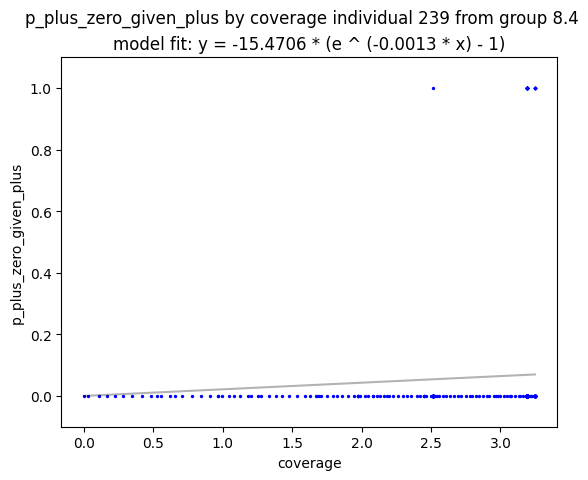 p_plus_zero_given_plus by coverage individual 239 from group 8.4
model fit: y = -15.4706 * (e ^ (-0.0013 * x) - 1)
p_plus_zero_given_plus
1.0
0.8
0.6
0.4
0.2
0.0
0.0 0.5 1.0 1.5 2.0 2.5 3.0
coverage